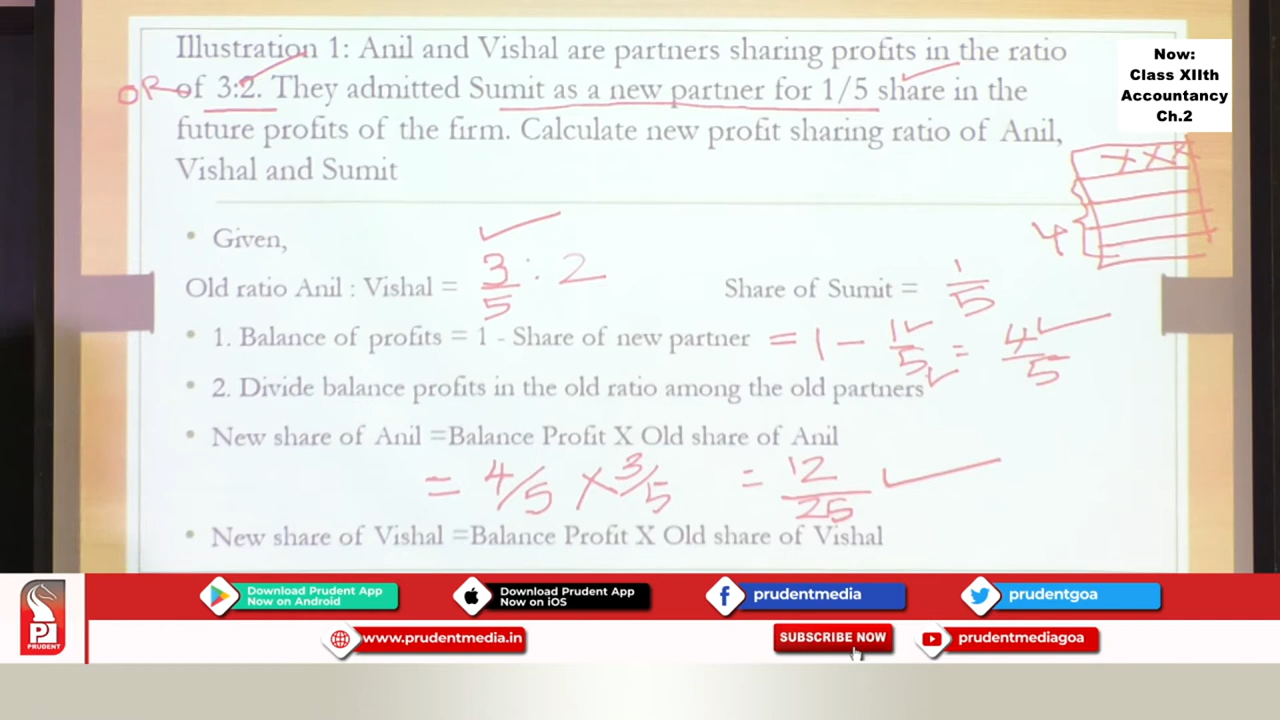 Illustration 1: Anil and Vishal are partners sharing profits in the ratio
OR of 3:2. They admitted Sumit as a new partner for 1/5 share in the
future profits of the firm. Calculate new profit sharing ratio of Anil,
Vishal and Sumit
Now:
Class XIIth
Accountancy
Ch.2
XXX
4
• Given,
Old ratio Anil : Vishal = 3/5 : 2 Share of Sumit = 1/5
• 1. Balance of profits = 1 - Share of new partner = 1 - 1/5 = 4/5
• 2. Divide balance profits in the old ratio among the old partners
• New share of Anil =Balance Profit X Old share of Anil
= 4/5 X 3/5 = 12/25
• New share of Vishal =Balance Profit X Old share of Vishal
PRUDENT
Download Prudent App
Now on Android
Download Prudent App
Now on iOS
prudentmedia
prudentgoa
www.prudentmedia.in
SUBSCRIBE NOW
prudentmediagoa